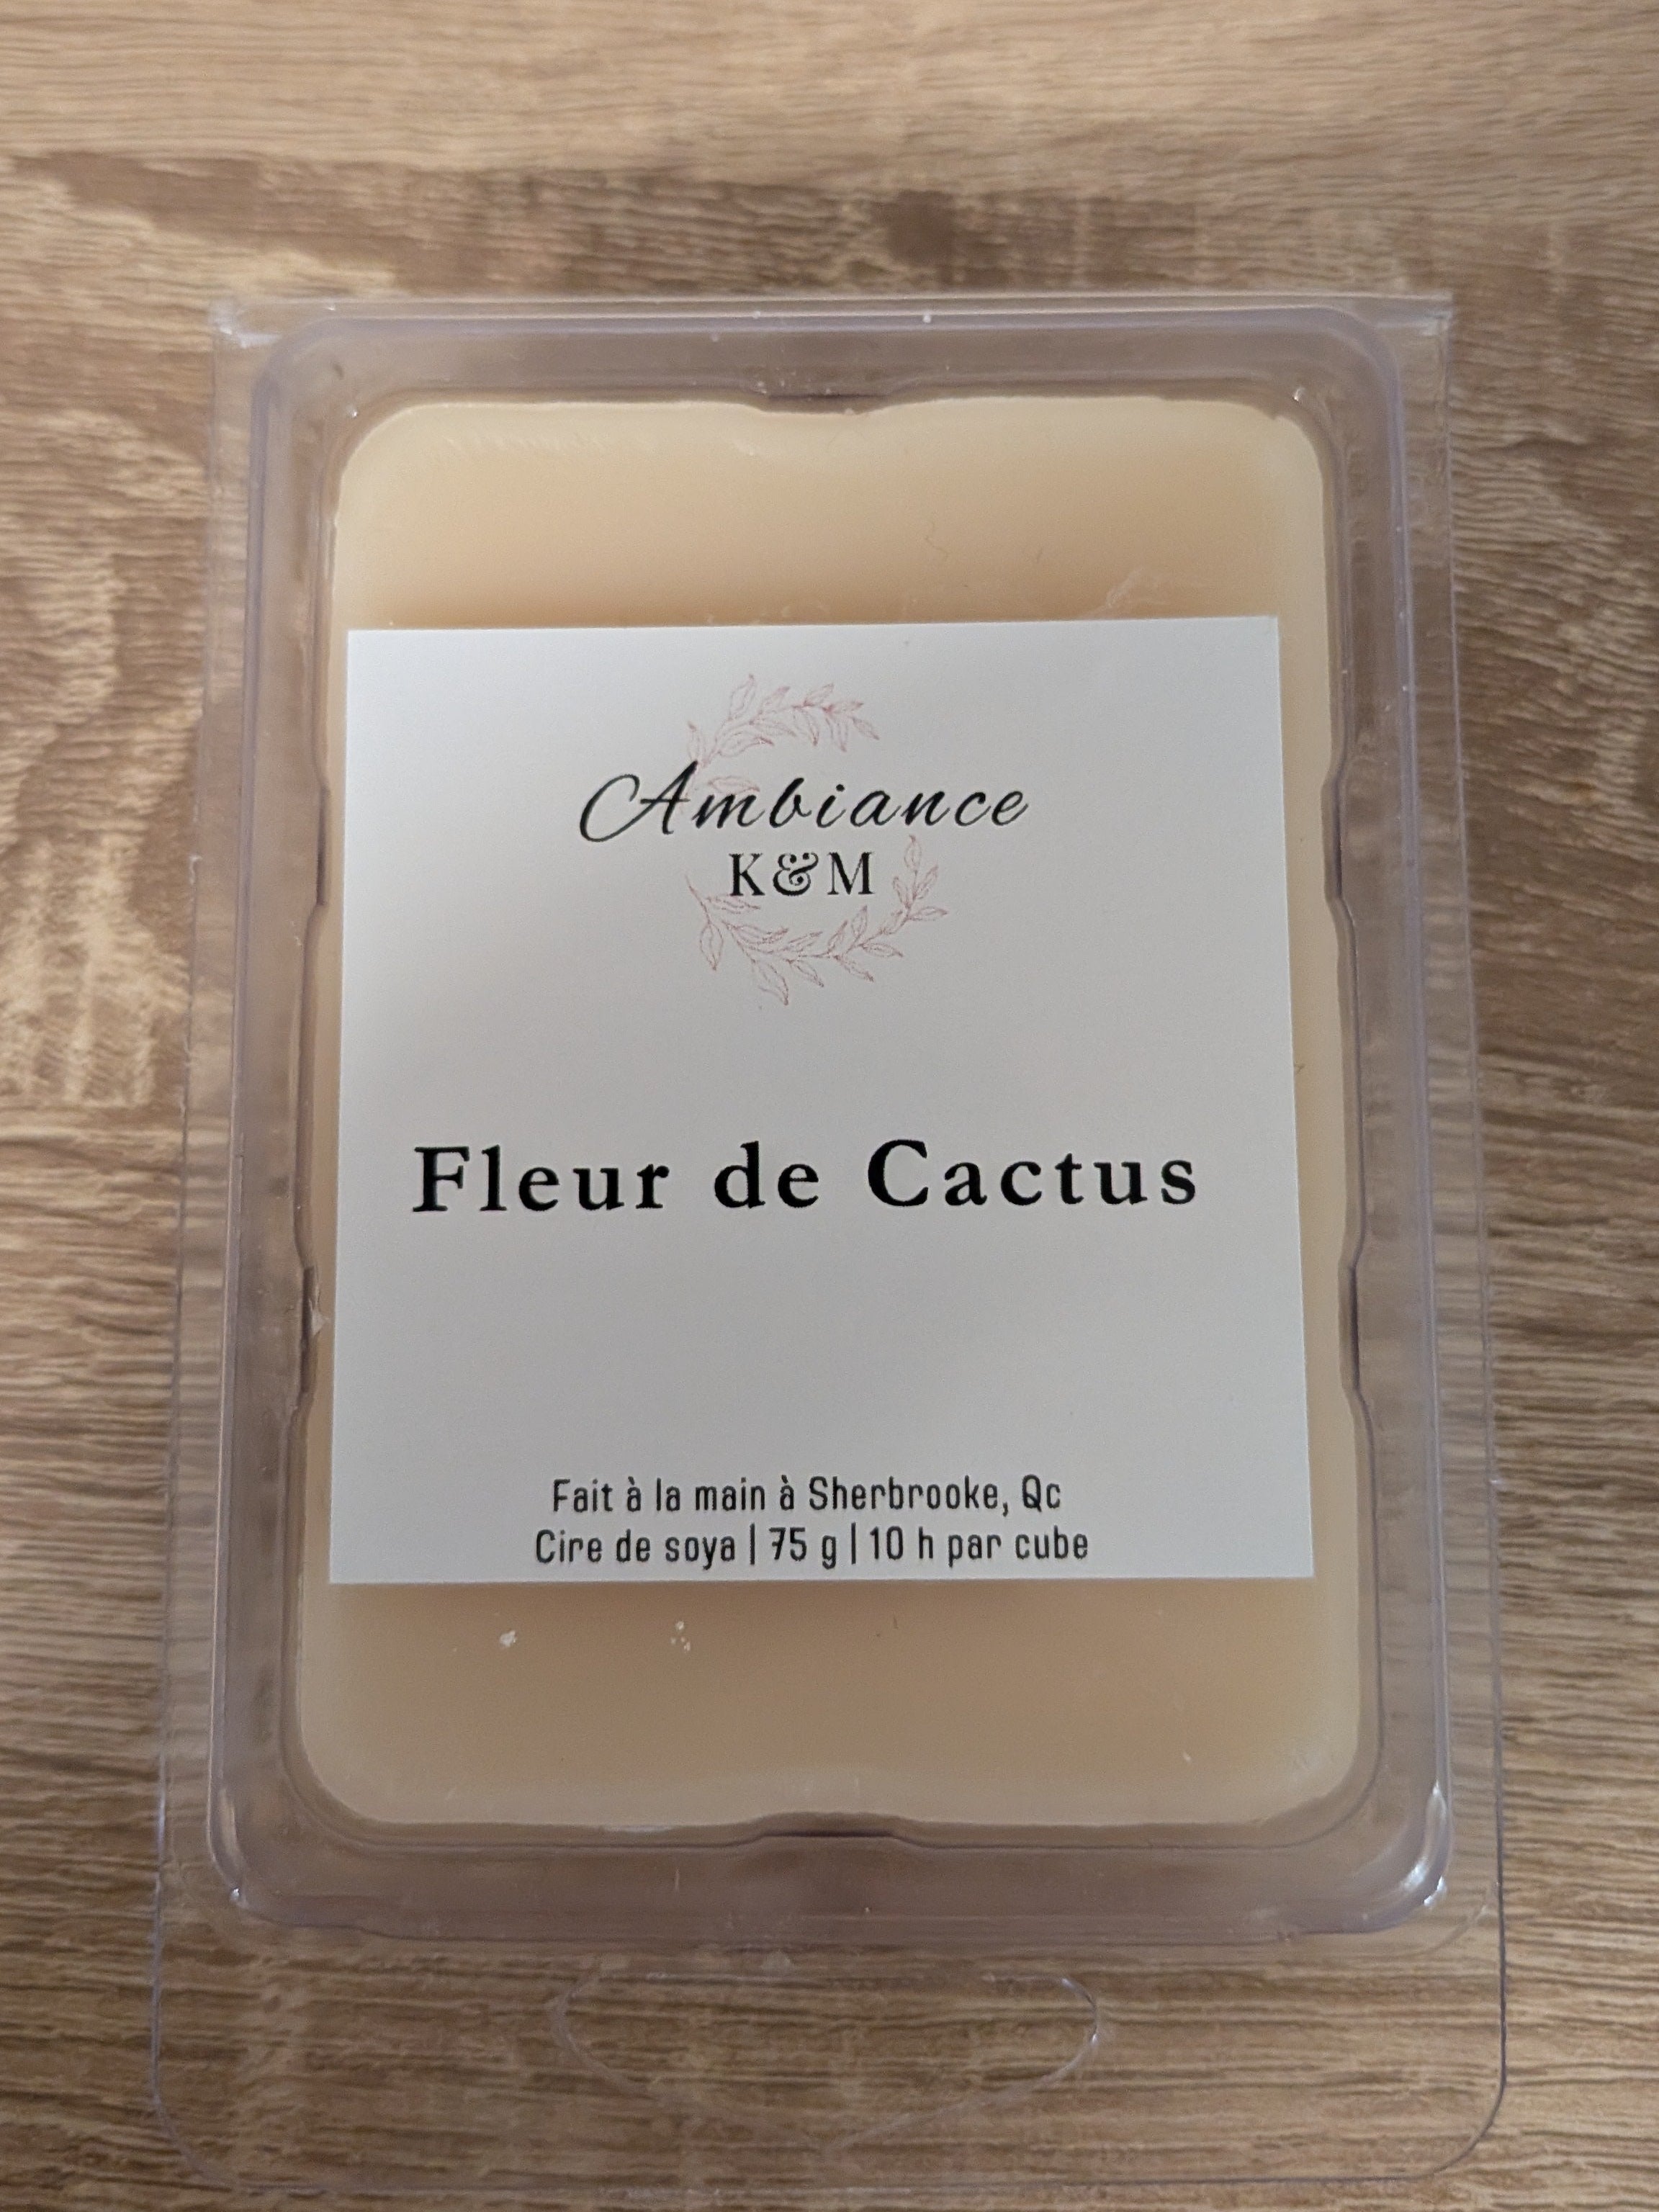 Ambiance
K&M
Fleur de Cactus
Fait à la main à Sherbrooke, Qc
Cire de soya | 75 g | 10 h par cube